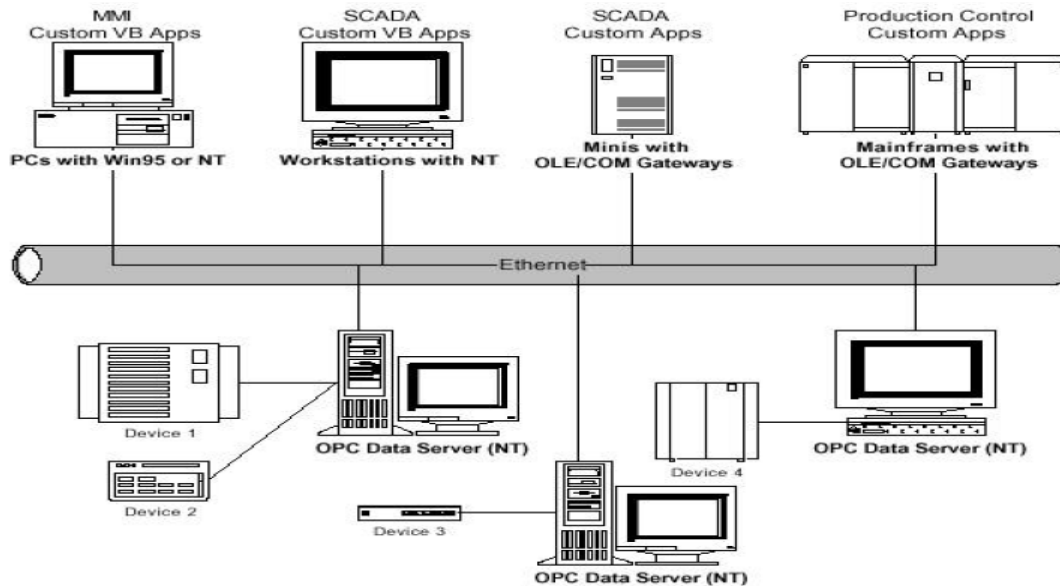 MMI
Custom VB Apps
SCADA
Custom VB Apps
SCADA
Custom Apps
Production Control
Custom Apps
PCs with Win95 or NT
Workstations with NT
Minis with
OLE/COM Gateways
Mainframes with
OLE/COM Gateways
Ethernet
Device 1
OPC Data Server (NT)
Device 2
Device 4
OPC Data Server (NT)
Device 3
OPC Data Server (NT)